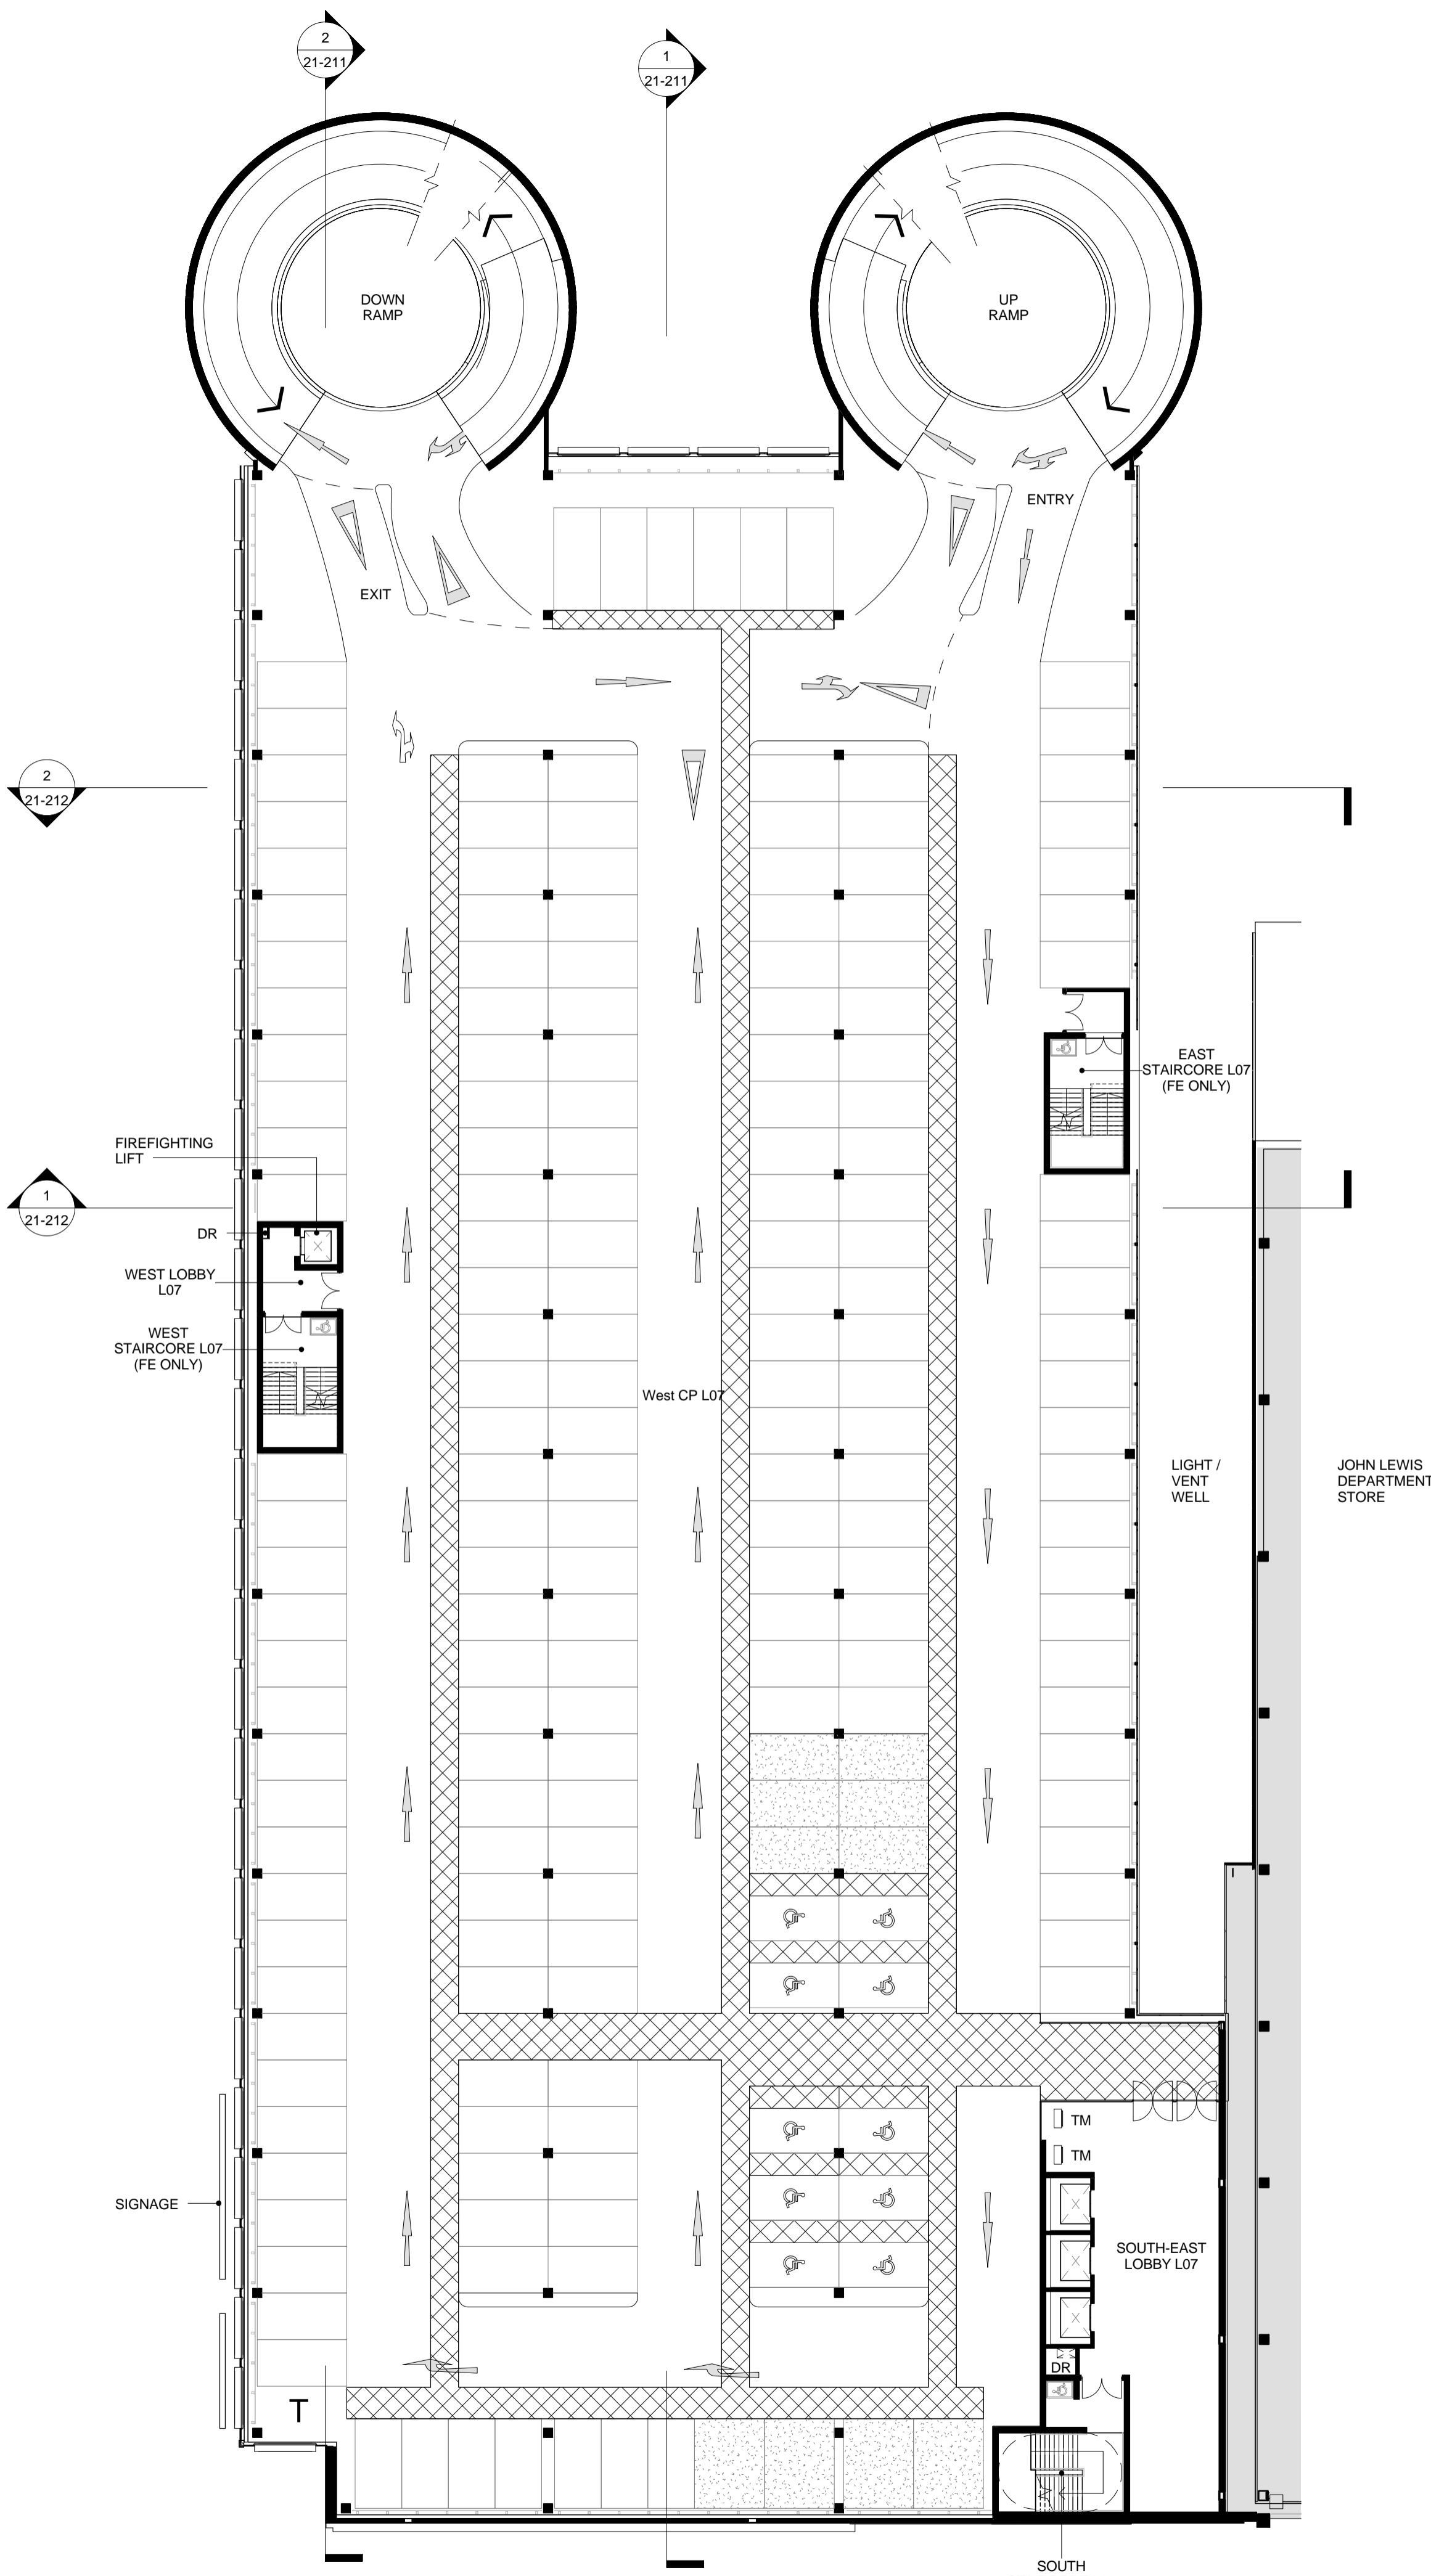 2
21-211
1
21-211
DOWN
RAMP
UP
RAMP
ENTRY
EXIT
2
21-212
EAST
STAIRCORE L07
(FE ONLY)
FIREFIGHTING
LIFT
1
21-212
DR
WEST LOBBY
L07
WEST
STAIRCORE L07
(FE ONLY)
West CP L07
LIGHT /
VENT
WELL
JOHN LEWIS
DEPARTMENT
STORE
TM
TM
SIGNAGE
SOUTH-EAST
LOBBY L07
DR
T
SOUTH